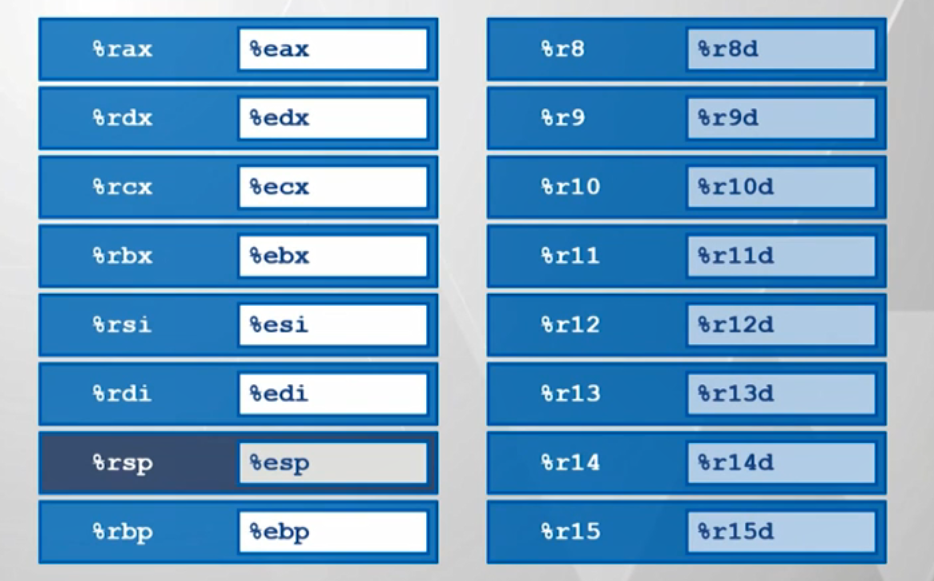 %rax %eax
%rdx %edx
%rcx %ecx
%rbx %ebx
%rsi %esi
%rdi %edi
%rsp %esp
%rbp %ebp
%r8 %r8d
%r9 %r9d
%r10 %r10d
%r11 %r11d
%r12 %r12d
%r13 %r13d
%r14 %r14d
%r15 %r15d